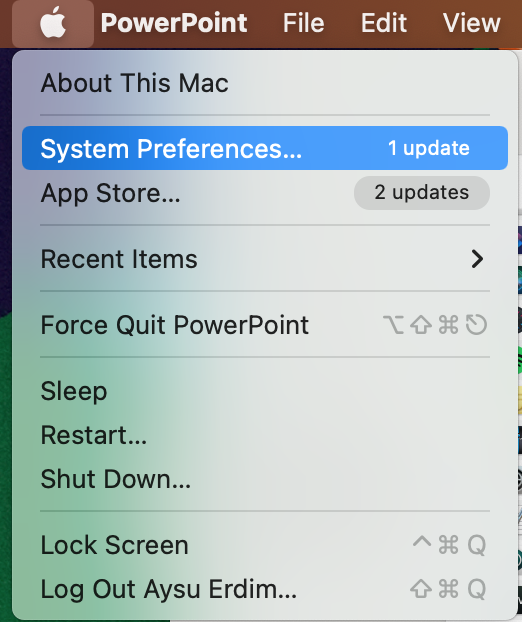 PowerPoint File Edit View
About This Mac
System Preferences... 1 update
App Store... 2 updates
Recent Items
Force Quit PowerPoint ⌥⇧⌘⎋
Sleep
Restart...
Shut Down...
Lock Screen ^⌘Q
Log Out Aysu Erdim... ⇧⌘Q